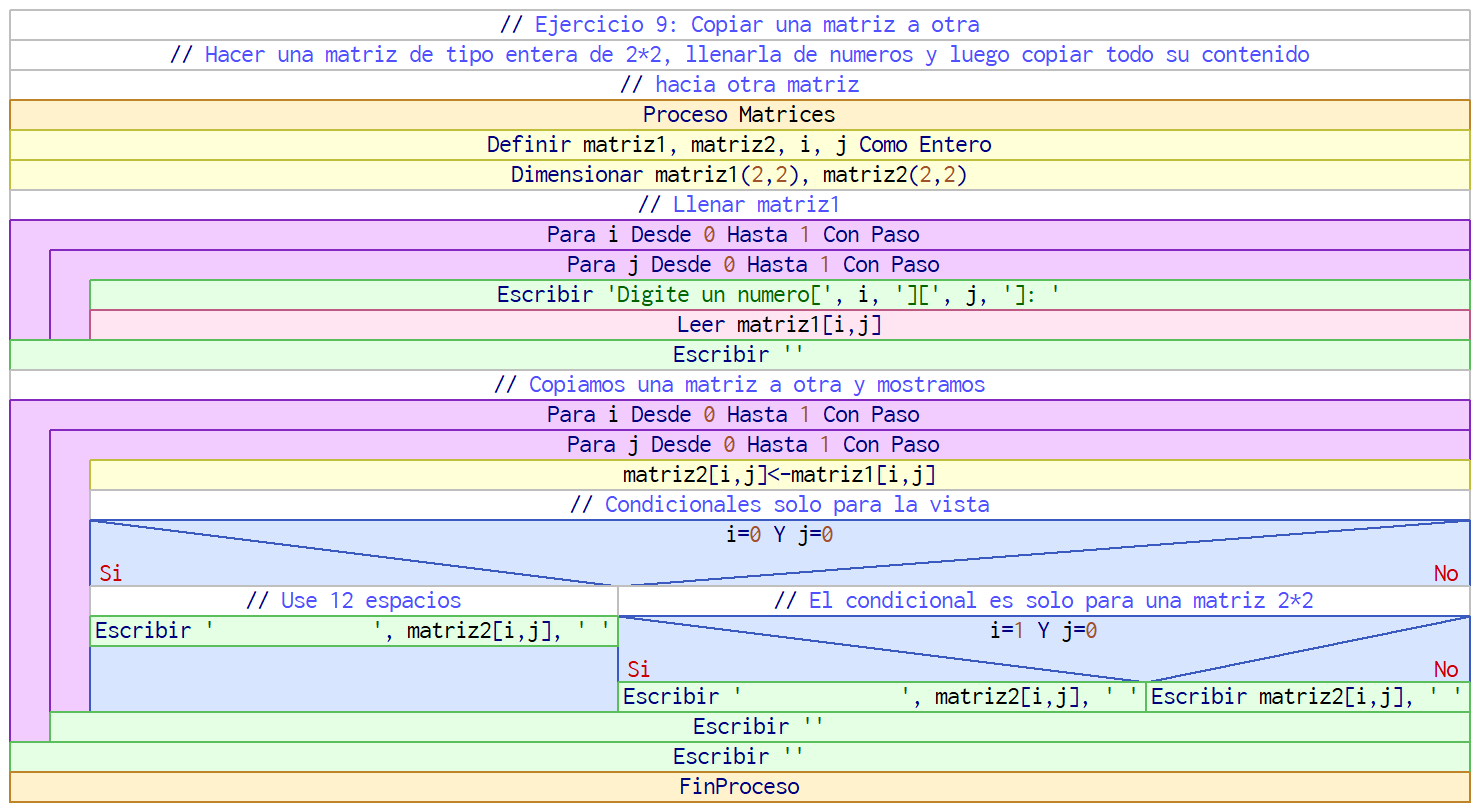 // Ejercicio 9: Copiar una matriz a otra
// Hacer una matriz de tipo entera de 2*2, llenarla de numeros y luego copiar todo su contenido
// hacia otra matriz
Proceso Matrices
Definir matriz1, matriz2, i, j Como Entero
Dimensionar matriz1(2,2), matriz2(2,2)
// Llenar matriz1
Para i Desde 0 Hasta 1 Con Paso
Para j Desde 0 Hasta 1 Con Paso
Escribir 'Digite un numero[', i, '][', j, ']: '
Leer matriz1[i,j]
Escribir ''
// Copiamos una matriz a otra y mostramos
Para i Desde 0 Hasta 1 Con Paso
Para j Desde 0 Hasta 1 Con Paso
matriz2[i,j]<-matriz1[i,j]
// Condicionales solo para la vista
i=0 Y j=0
Si No
// Use 12 espacios // El condicional es solo para una matriz 2*2
Escribir '             ', matriz2[i,j], ' ' i=1 Y j=0
Si No
Escribir '             ', matriz2[i,j], ' ' Escribir matriz2[i,j], ' '
Escribir ''
Escribir ''
FinProceso